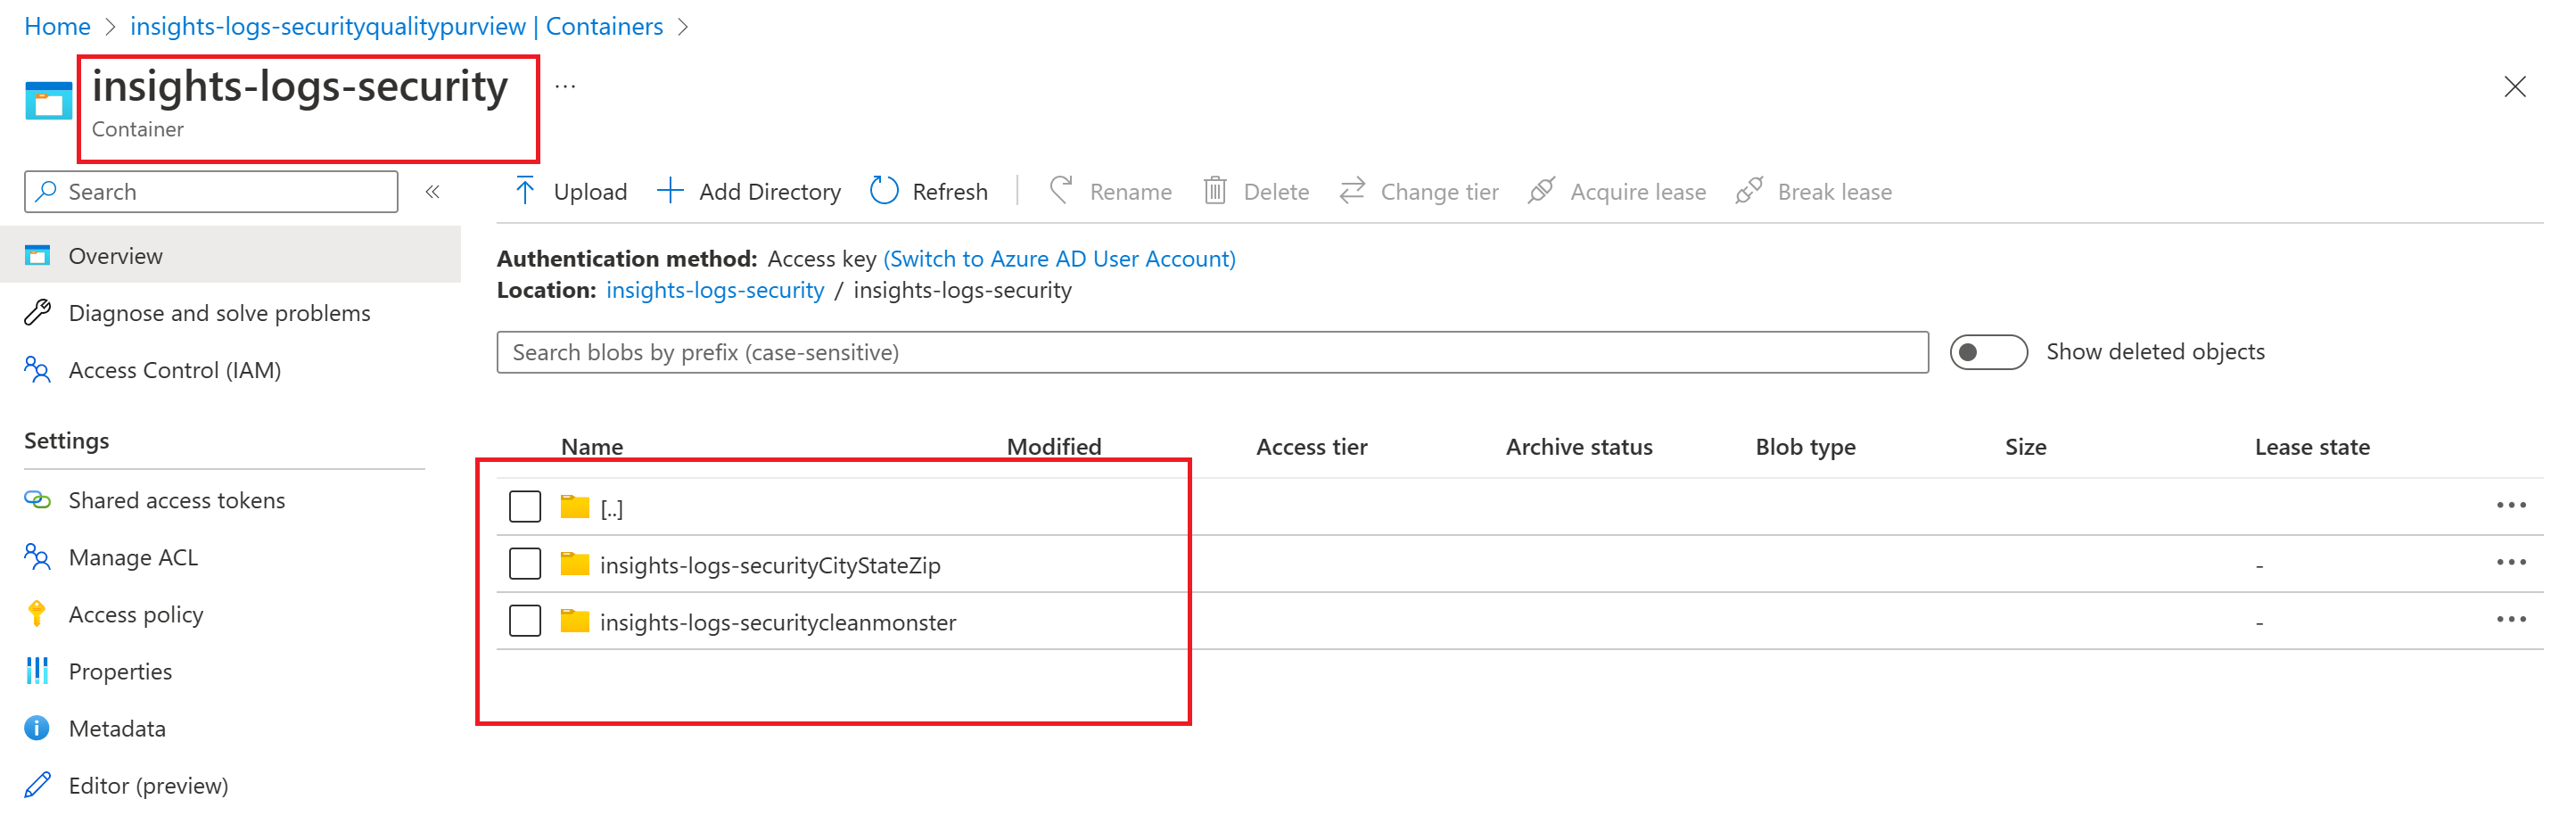 Home > insights-logs-securityqualitypurview | Containers >
insights-logs-security ...
Container
Search «
Upload Add Directory Refresh Rename Delete Change tier Acquire lease Break lease
Overview
Diagnose and solve problems
Access Control (IAM)
Settings
Shared access tokens
Manage ACL
Access policy
Properties
Metadata
Editor (preview)
Authentication method: Access key (Switch to Azure AD User Account)
Location: insights-logs-security / insights-logs-security
Search blobs by prefix (case-sensitive) Show deleted objects
Name Modified Access tier Archive status Blob type Size Lease state
[..] ...
insights-logs-securityCityStateZip - ...
insights-logs-securitycleanmonster - ...